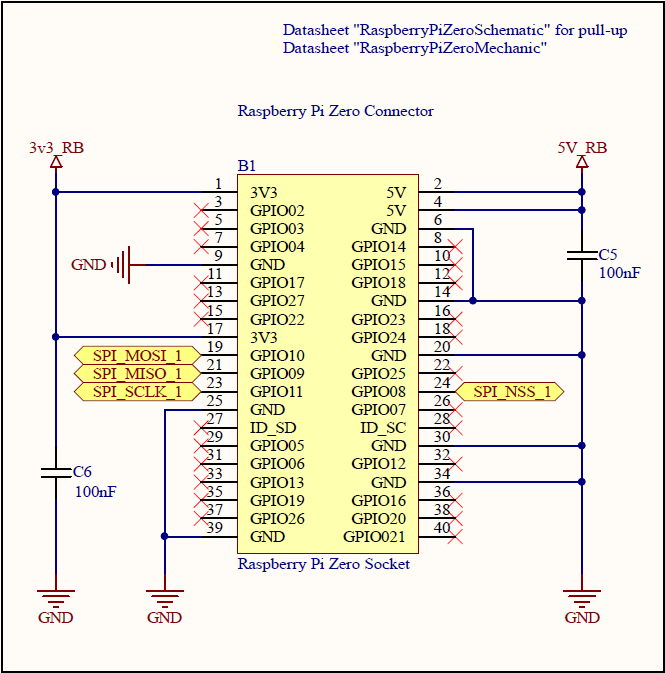 Datasheet "RaspberryPiZeroSchematic" for pull-up
Datasheet "RaspberryPiZeroMechanic"
Raspberry Pi Zero Connector
3v3_RB
5V_RB
B1
1 3V3 5V 2
3 GPIO02 5V 4
5 GPIO03 GND 6
7 GPIO04 GPIO14 8
GND 9 GND GPIO15 10
11 GPIO17 GPIO18 12
13 GPIO27 GND 14
15 GPIO22 GPIO23 16
17 3V3 GPIO24 18
SPI_MOSI_1 19 GPIO10 GND 20
SPI_MISO_1 21 GPIO09 GPIO25 22
SPI_SCLK_1 23 GPIO11 GPIO08 24 SPI_NSS_1
25 GND GPIO07 26
27 ID_SD ID_SC 28
29 GPIO05 GND 30
31 GPIO06 GPIO12 32
33 GPIO13 GND 34
35 GPIO19 GPIO16 36
37 GPIO26 GPIO20 38
39 GND GPIO021 40
C5
100nF
C6
100nF
Raspberry Pi Zero Socket
GND
GND
GND